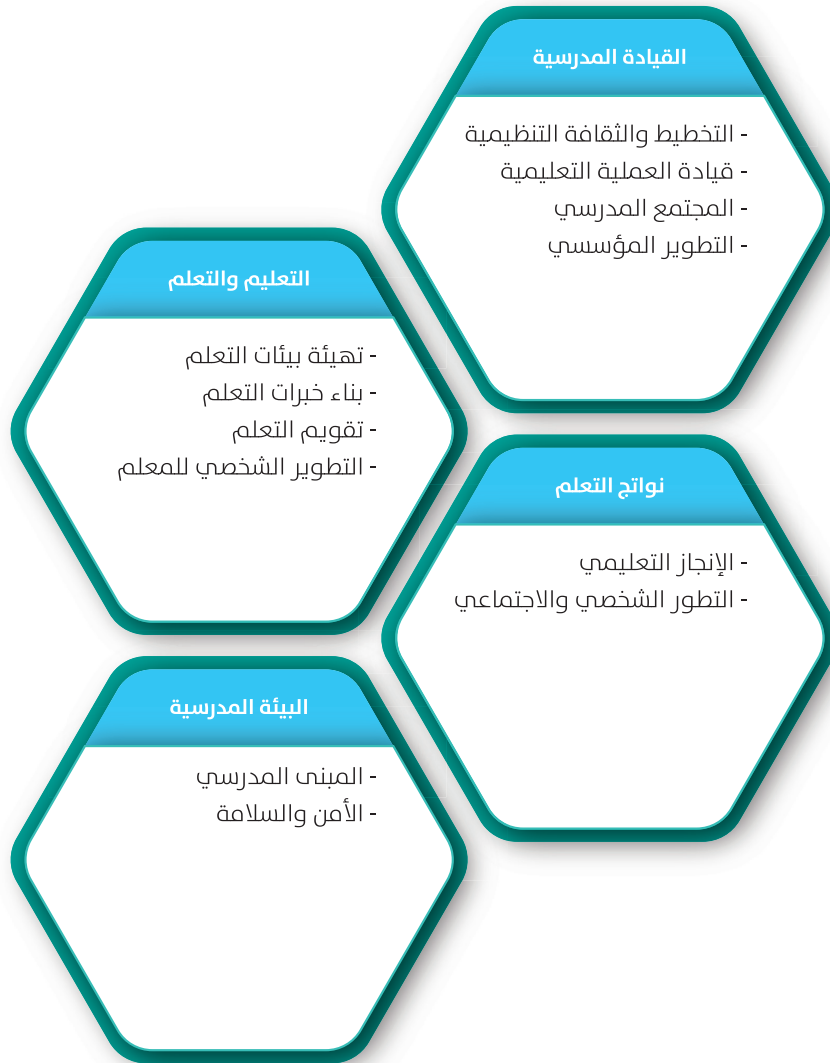 القيادة المدرسية
- التخطيط والثقافة التنظيمية
- قيادة العملية التعليمية
- المجتمع المدرسي
- التطوير المؤسسي
التعليم والتعلم
- تهيئة بيئات التعلم
- بناء خبرات التعلم
- تقويم التعلم
- التطوير الشخصي للمعلم
نواتج التعلم
- الإنجاز التعليمي
- التطور الشخصي والاجتماعي
البيئة المدرسية
- المبنى المدرسي
- الأمن والسلامة